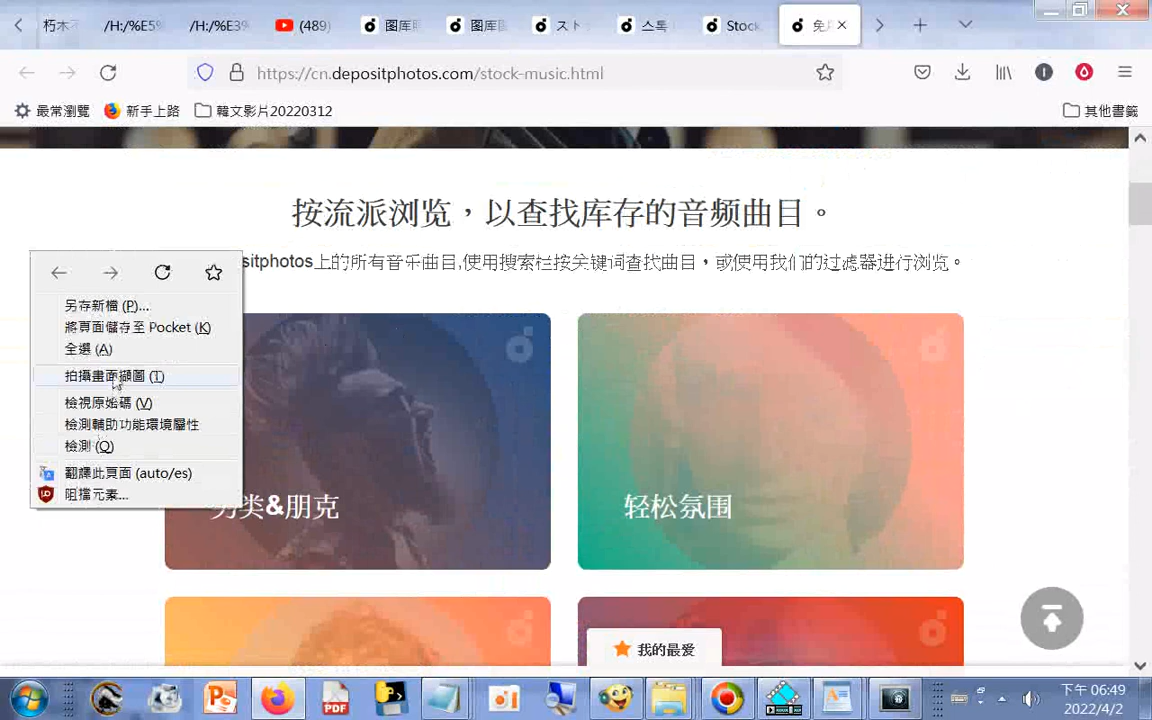 /H:/%E5%
/H:/%E3%
(489)
图库
图库
スト
스톡
Stock
免
https://cn.depositphotos.com/stock-music.html
最常瀏覽
新手上路
韓文影片20220312
其他書籤
按流派浏览，以查找库存的音频曲目。
sitphotos上的所有音乐曲目,使用搜索栏按关键词查找曲目，或使用我们的过滤器进行浏览。
另存新檔 (P)...
將頁面儲存至 Pocket (K)
全選 (A)
拍攝畫面擷圖 (T)
檢視原始碼 (V)
檢測輔助功能環境屬性
檢測 (Q)
翻譯此頁面 (auto/es)
阻擋元素...
另类&朋克
轻松氛围
我的最爱
PDF
下午 06:49
2022/4/2